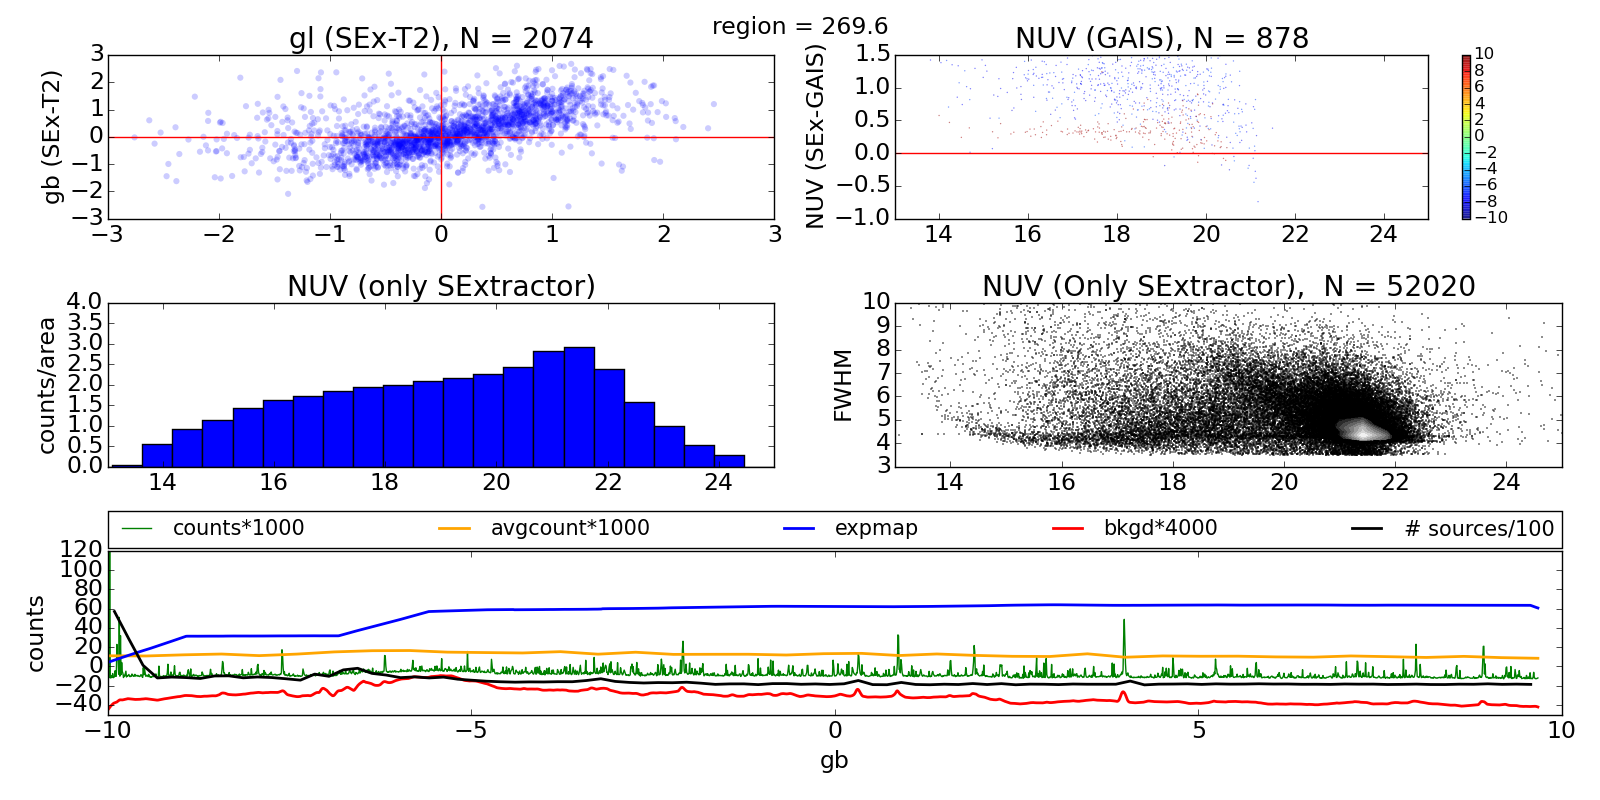 region = 269.6
gl (SEx-T2), N = 2074
gb (SEx-T2)
3
2
1
0
−1
−2
−3
−3 −2 −1 0 1 2 3
NUV (GAIS), N = 878
NUV (SEx-GAIS)
1.5
1.0
0.5
0.0
−0.5
−1.0
14 16 18 20 22 24
10
8
6
4
2
0
−2
−4
−6
−8
−10
NUV (only SExtractor)
counts/area
4.0
3.5
3.0
2.5
2.0
1.5
1.0
0.5
0.0
14 16 18 20 22 24
NUV (Only SExtractor),  N = 52020
FWHM
10
9
8
7
6
5
4
3
14 16 18 20 22 24
counts*1000 avgcount*1000 expmap bkgd*4000 # sources/100
counts
120
100
80
60
40
20
0
−20
−40
−10 −5 0 5 10
gb